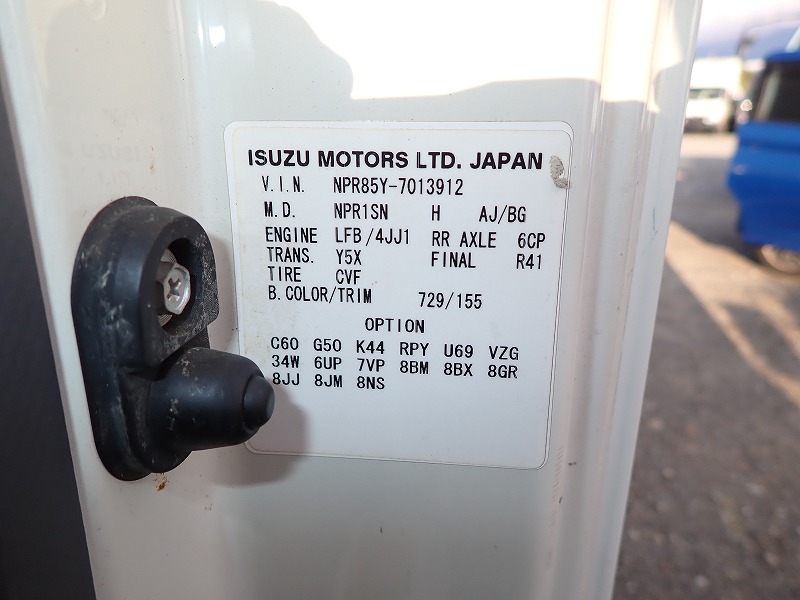 ISUZU MOTORS LTD. JAPAN
V.I.N. NPR85Y-7013912
M.D. NPR1SN H AJ/BG
ENGINE LFB/4JJ1 RR AXLE 6CP
TRANS. Y5X FINAL R41
TIRE CVF
B.COLOR/TRIM 729/155
OPTION
C60 G50 K44 RPY U69 VZG
34W 6UP 7VP 8BM 8BX 8GR
8JJ 8JM 8NS